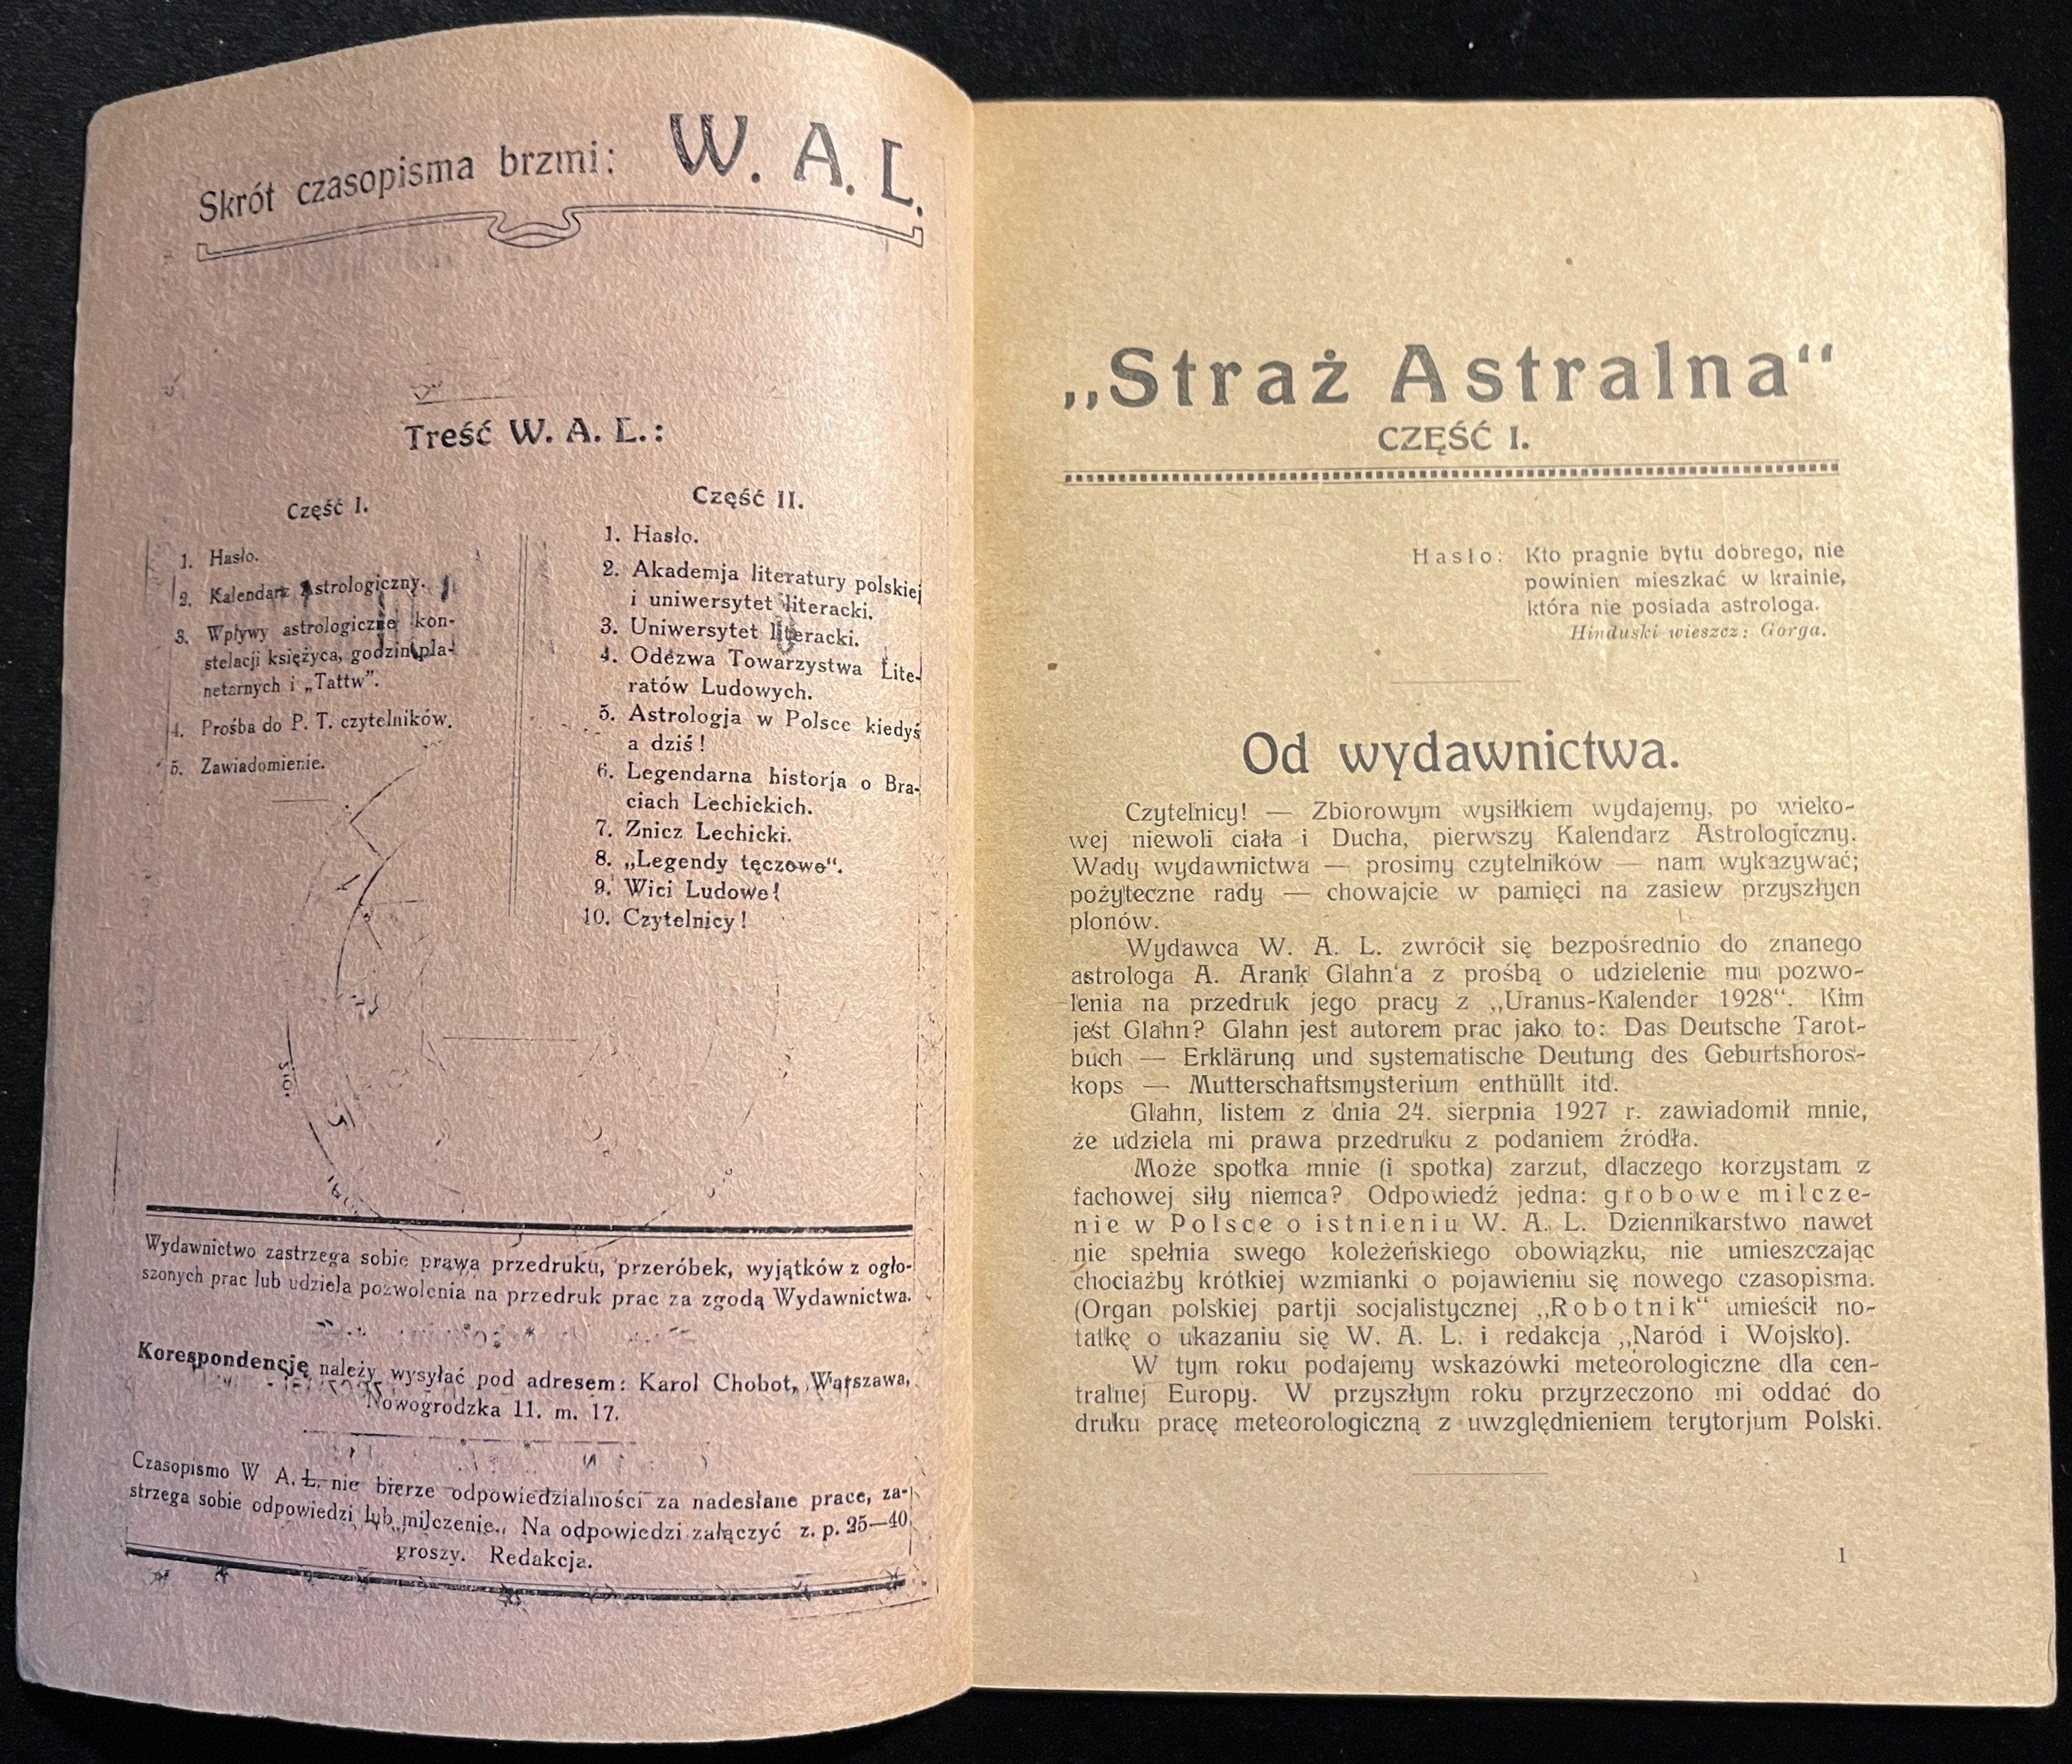 Skrót czasopisma brzmi: W. A. L.
Treść W. A. L.:
Część I.
1. Hasło.
2. Kalendarz Astrologiczny.
3. Wpływy astrologiczne kon-
stelacji księżyca, godzin pla-
netarnych i „Tattw”.
4. Prośba do P. T. czytelników.
5. Zawiadomienie.
Część II.
1. Hasło.
2. Akademja literatury polskiej
i uniwersytet literacki.
3. Uniwersytet literacki.
4. Odezwa Towarzystwa Lite-
ratów Ludowych.
5. Astrologja w Polsce kiedyś
a dziś!
6. Legendarna historja o Bra-
ciach Lechickich.
7. Znicz Lechicki.
8. „Legendy tęczowe“.
9. Wici Ludowe!
10. Czytelnicy!
Wydawnictwo zastrzega sobie prawa przedruku, przeróbek, wyjątków z ogło-
szonych prac lub udziela pozwolenia na przedruk prac za zgodą Wydawnictwa.
Korespondencję należy wysyłać pod adresem: Karol Chobot, Warszawa,
Nowogrodzka 11. m. 17.
Czasopismo W A. L. nie bierze odpowiedzialności za nadesłane prace, za-
strzega sobie odpowiedzi lub milczenie. Na odpowiedzi załączyć z. p. 25—40
groszy. Redakcja.
„Straż Astralna“
CZĘŚĆ I.
Hasło: Kto pragnie bytu dobrego, nie
powinien mieszkać w krainie,
która nie posiada astrologa.
Hinduski wieszcz: Gorga.
Od wydawnictwa.
Czytelnicy! — Zbiorowym wysiłkiem wydajemy, po wieko-
wej niewoli ciała i Ducha, pierwszy Kalendarz Astrologiczny.
Wady wydawnictwa — prosimy czytelników — nam wykazywać;
pożyteczne rady — chowajcie w pamięci na zasiew przyszłych
plonów.
Wydawca W. A. L. zwrócił się bezpośrednio do znanego
astrologa A. Arank Glahn‘a z prośbą o udzielenie mu pozwo-
lenia na przedruk jego pracy z „Uranus-Kalender 1928“. Kim
jest Glahn? Glahn jest autorem prac jako to: Das Deutsche Tarot-
buch — Erklärung und systematische Deutung des Geburtshoros-
kops — Mutterschaftsmysterium enthüllt itd.
Glahn, listem z dnia 24. sierpnia 1927 r. zawiadomił mnie,
że udziela mi prawa przedruku z podaniem źródła.
Może spotka mnie (i spotka) zarzut, dlaczego korzystam z
fachowej siły niemca? Odpowiedź jedna: grobowe milcze-
nie w Polsce o istnieniu W. A. L. Dziennikarstwo nawet
nie spełnia swego koleżeńskiego obowiązku, nie umieszczając
chociażby krótkiej wzmianki o pojawieniu się nowego czasopisma.
(Organ polskiej partji socjalistycznej „Robotnik“ umieścił no-
tatkę o ukazaniu się W. A. L. i redakcja „Naród i Wojsko).
W tym roku podajemy wskazówki meteorologiczne dla cen-
tralnej Europy. W przyszłym roku przyrzeczono mi oddać do
druku pracę meteorologiczną z uwzględnieniem terytorjum Polski.
1